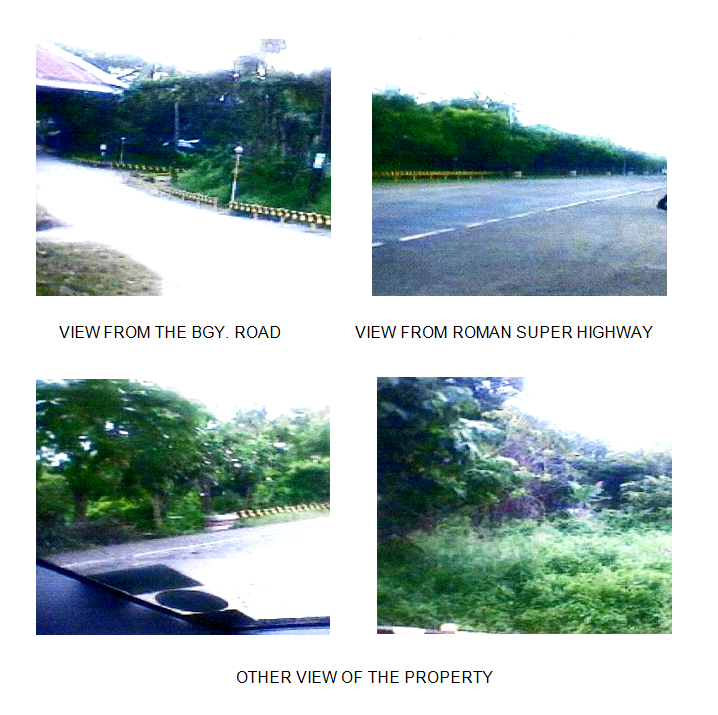 VIEW FROM THE BGY. ROAD
VIEW FROM ROMAN SUPER HIGHWAY
OTHER VIEW OF THE PROPERTY